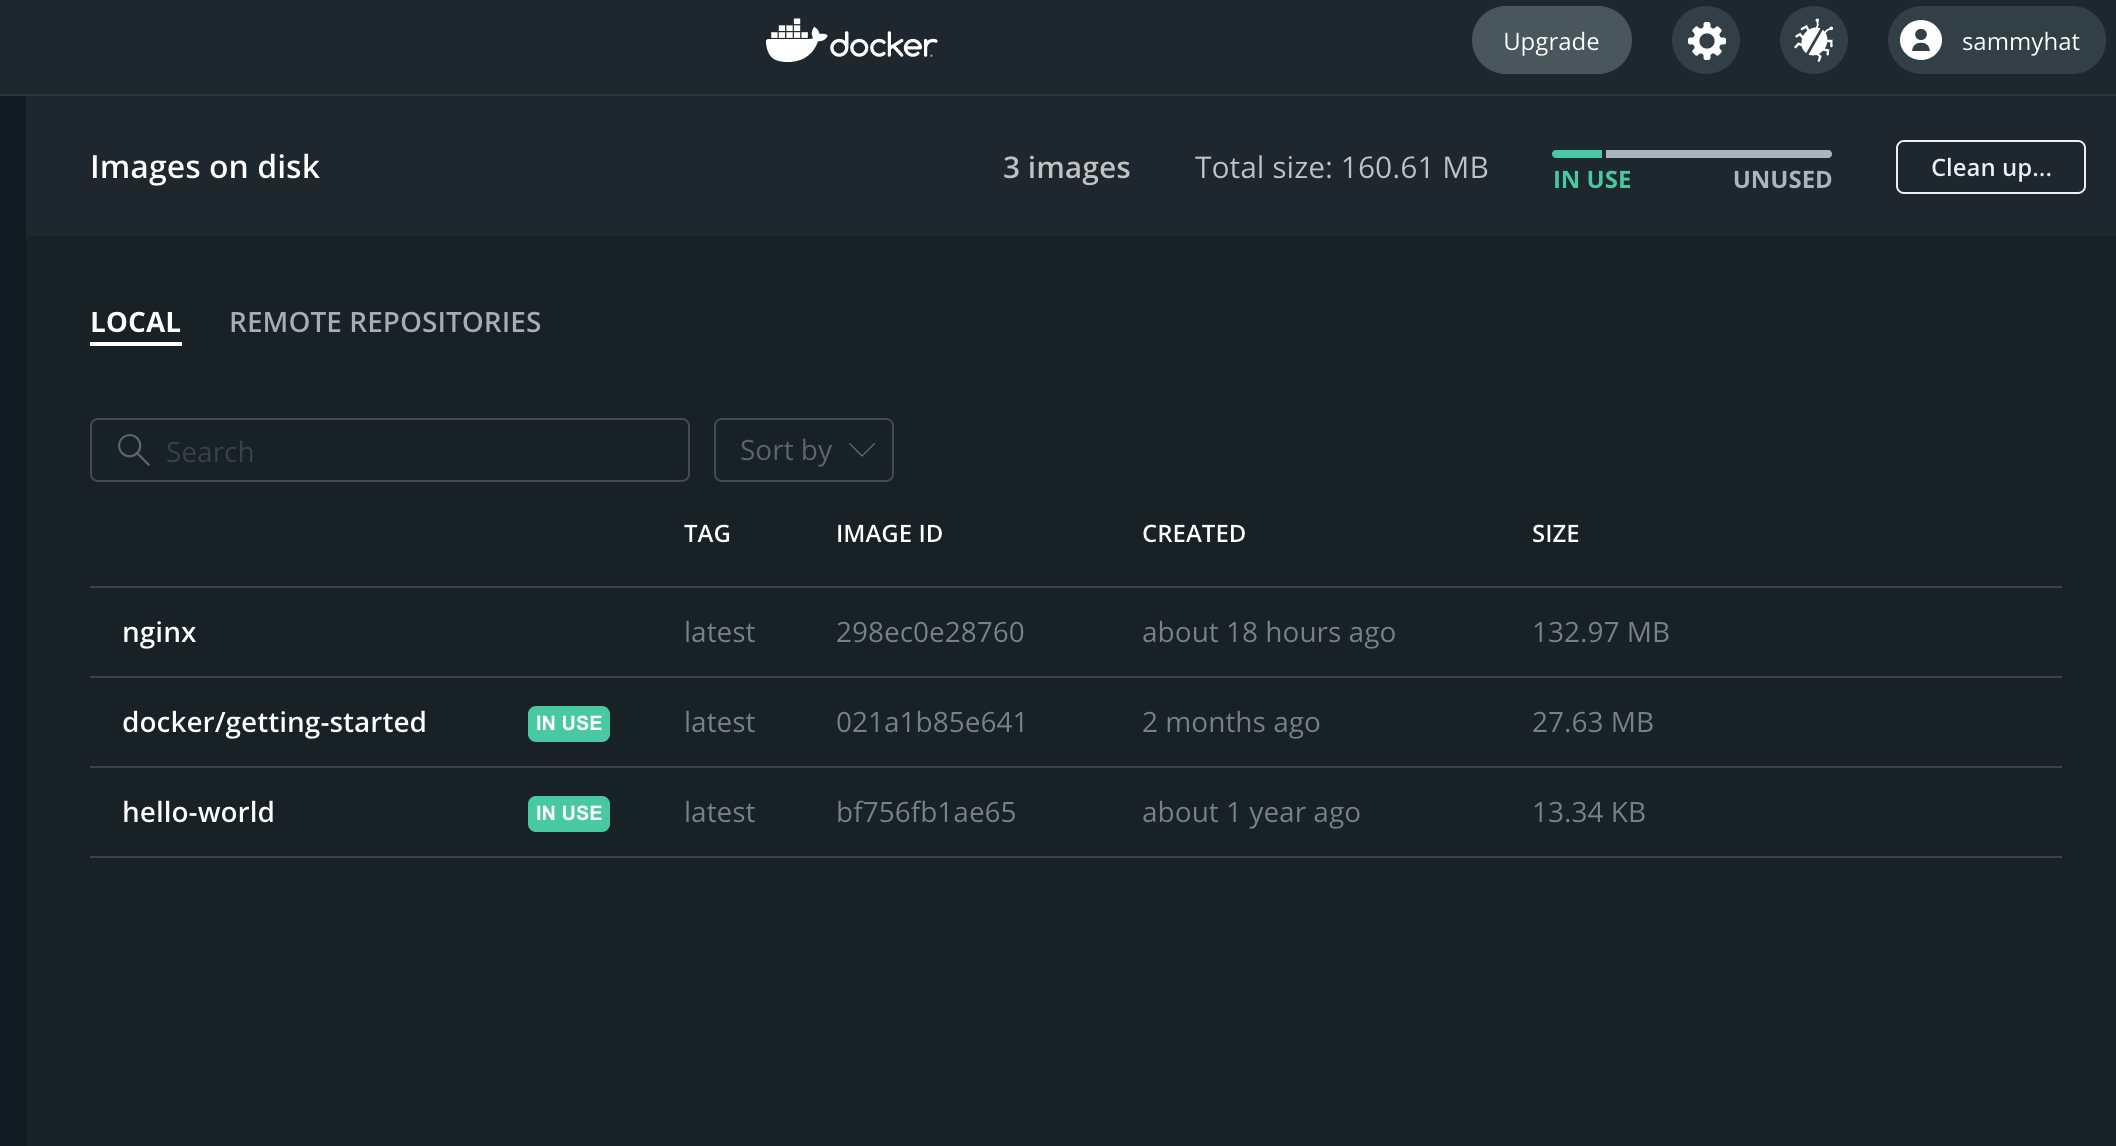 docker
Upgrade
sammyhat
Images on disk
3 images
Total size: 160.61 MB
IN USE
UNUSED
Clean up...
LOCAL
REMOTE REPOSITORIES
Search
Sort by
TAG IMAGE ID CREATED SIZE
nginx latest 298ec0e28760 about 18 hours ago 132.97 MB
docker/getting-started IN USE latest 021a1b85e641 2 months ago 27.63 MB
hello-world IN USE latest bf756fb1ae65 about 1 year ago 13.34 KB